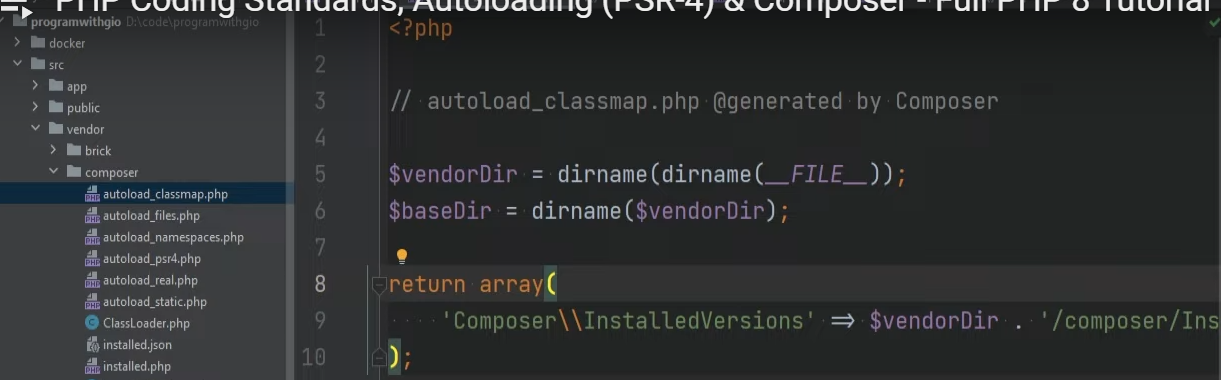 PHP Coding Standards, Autoloading (PSR-4) & Composer - Full PHP 8 Tutorial
programwithgio D:\code\programwithgio
docker
src
app
public
vendor
brick
composer
autoload_classmap.php
autoload_files.php
autoload_namespaces.php
autoload_psr4.php
autoload_real.php
autoload_static.php
ClassLoader.php
installed.json
installed.php
1 <?php
2
3 // autoload_classmap.php @generated by Composer
4
5 $vendorDir = dirname(dirname(__FILE__));
6 $baseDir = dirname($vendorDir);
7
8 return array(
9 'Composer\\InstalledVersions' => $vendorDir . '/composer/Ins
10 );